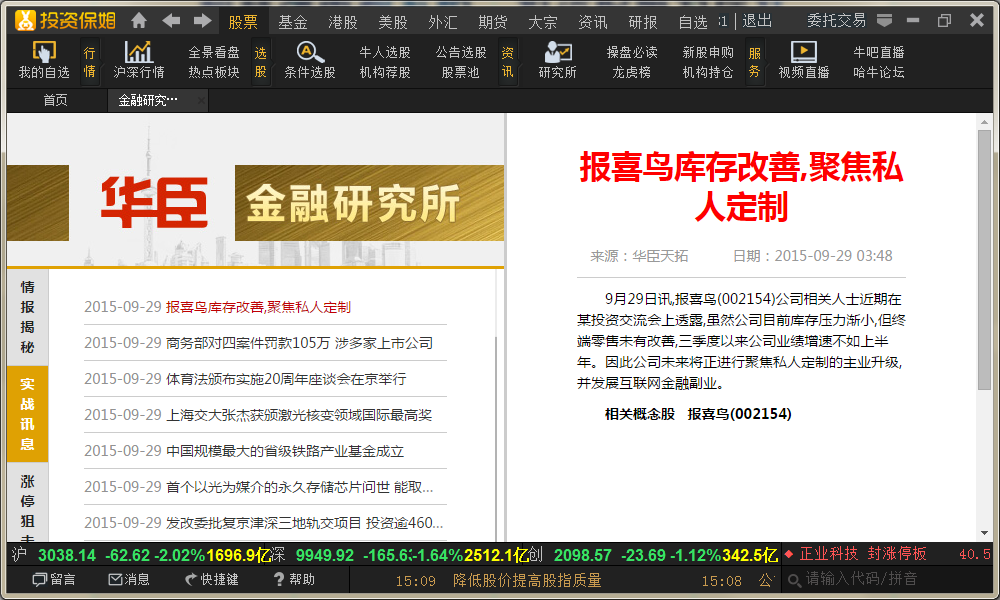 投资保姆 股票 基金 港股 美股 外汇 期货 大宗 资讯 研报 自选 :1 | 退出 委托交易
我的自选 行情 沪深行情 全景看盘 热点板块 选股 条件选股 牛人选股 机构荐股 公告选股 股票池 资讯 研究所 操盘必读 龙虎榜 新股申购 机构持仓 服务 视频直播 牛吧直播 哈牛论坛
首页 金融研究···
华臣 金融研究所
情报揭秘
实战讯息
涨停狙
2015-09-29 报喜鸟库存改善,聚焦私人定制
2015-09-29 商务部对四案件罚款105万 涉多家上市公司
2015-09-29 体育法颁布实施20周年座谈会在京举行
2015-09-29 上海交大张杰获颁激光核变领域国际最高奖
2015-09-29 中国规模最大的省级铁路产业基金成立
2015-09-29 首个以光为媒介的永久存储芯片问世 能取...
2015-09-29 发改委批复京津深三地轨交项目 投资逾460...
报喜鸟库存改善,聚焦私
人定制
来源：华臣天拓 日期：2015-09-29 03:48
9月29日讯,报喜鸟(002154)公司相关人士近期在
某投资交流会上透露,虽然公司目前库存压力渐小,但终
端零售未有改善,三季度以来公司业绩增速不如上半
年。因此公司未来将正进行聚焦私人定制的主业升级,
并发展互联网金融副业。
相关概念股 报喜鸟(002154)
沪 3038.14 -62.62 -2.02% 1696.9亿 深 9949.92 -165.6 -1.64% 2512.1亿 创 2098.57 -23.69 -1.12% 342.5亿 正业科技 封涨停板 40.5
留言 消息 快捷键 帮助 15:09 降低股价提高股指质量 15:08 公 请输入代码/拼音